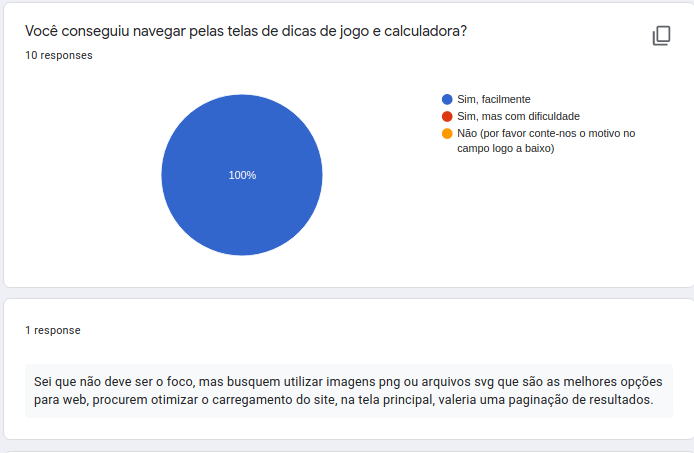 Você conseguiu navegar pelas telas de dicas de jogo e calculadora?
10 responses
100%
Sim, facilmente
Sim, mas com dificuldade
Não (por favor conte-nos o motivo no
campo logo a baixo)
1 response
Sei que não deve ser o foco, mas busquem utilizar imagens png ou arquivos svg que são as melhores opções
para web, procurem otimizar o carregamento do site, na tela principal, valeria uma paginação de resultados.